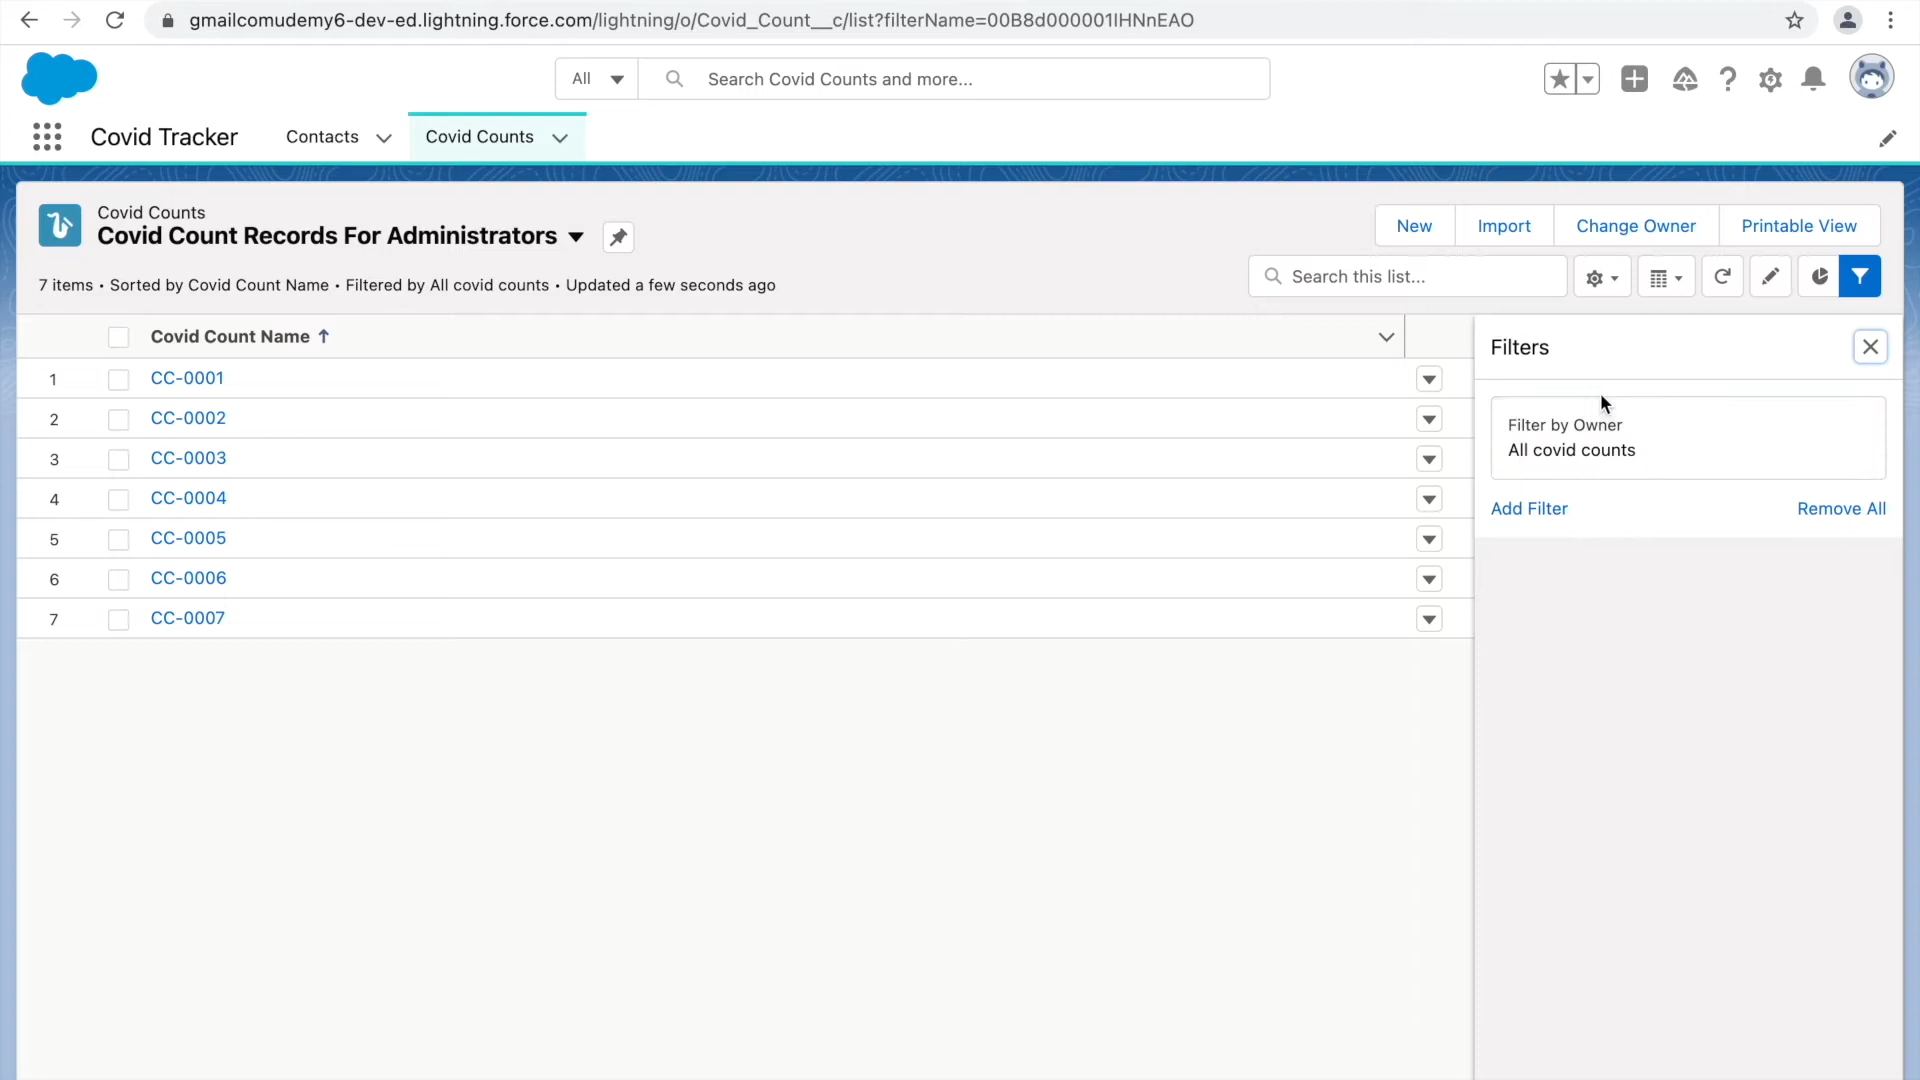 gmailcomudemy6-dev-ed.lightning.force.com/lightning/o/Covid_Count__c/list?filterName=00B8d000001IHNnEAO
All
Search Covid Counts and more...
Covid Tracker
Contacts
Covid Counts
Covid Counts
Covid Count Records For Administrators
New
Import
Change Owner
Printable View
7 items • Sorted by Covid Count Name • Filtered by All covid counts • Updated a few seconds ago
Search this list...
Covid Count Name
1 CC-0001
2 CC-0002
3 CC-0003
4 CC-0004
5 CC-0005
6 CC-0006
7 CC-0007
Filters
Filter by Owner
All covid counts
Add Filter
Remove All